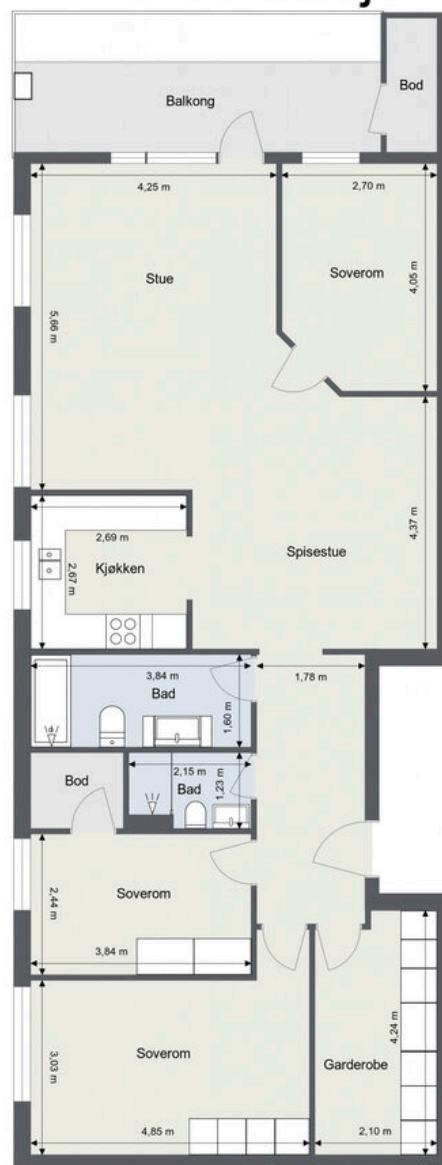 Balkong
Bod
4,25 m
2,70 m
Stue
Soverom
4,05 m
5,66 m
4,37 m
2,69 m
Spisestue
Kjøkken
2,67 m
3,84 m
1,78 m
Bad
1,60 m
2,15 m
Bod
Bad
1,23 m
2,44 m
Soverom
3,84 m
4,24 m
3,03 m
Soverom
Garderobe
4,85 m
2,10 m